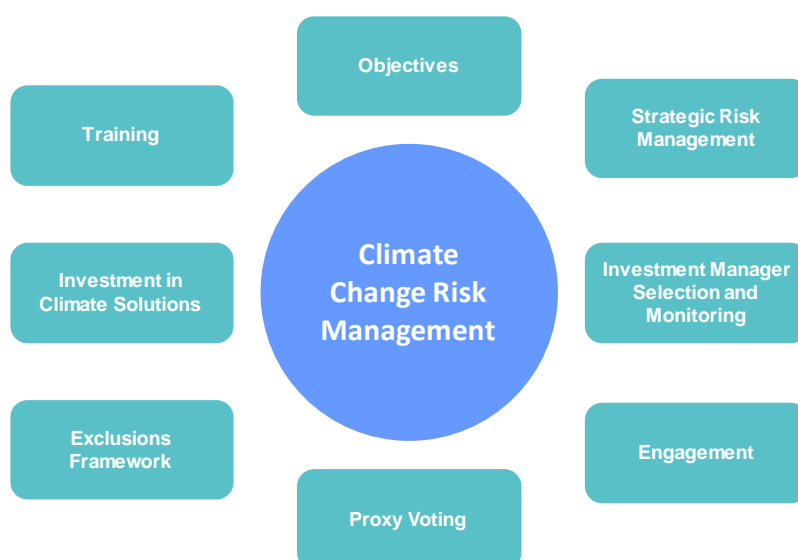 Objectives
Training
Strategic Risk
Management
Climate
Change Risk
Management
Investment in
Climate Solutions
Investment Manager
Selection and
Monitoring
Exclusions
Framework
Engagement
Proxy Voting